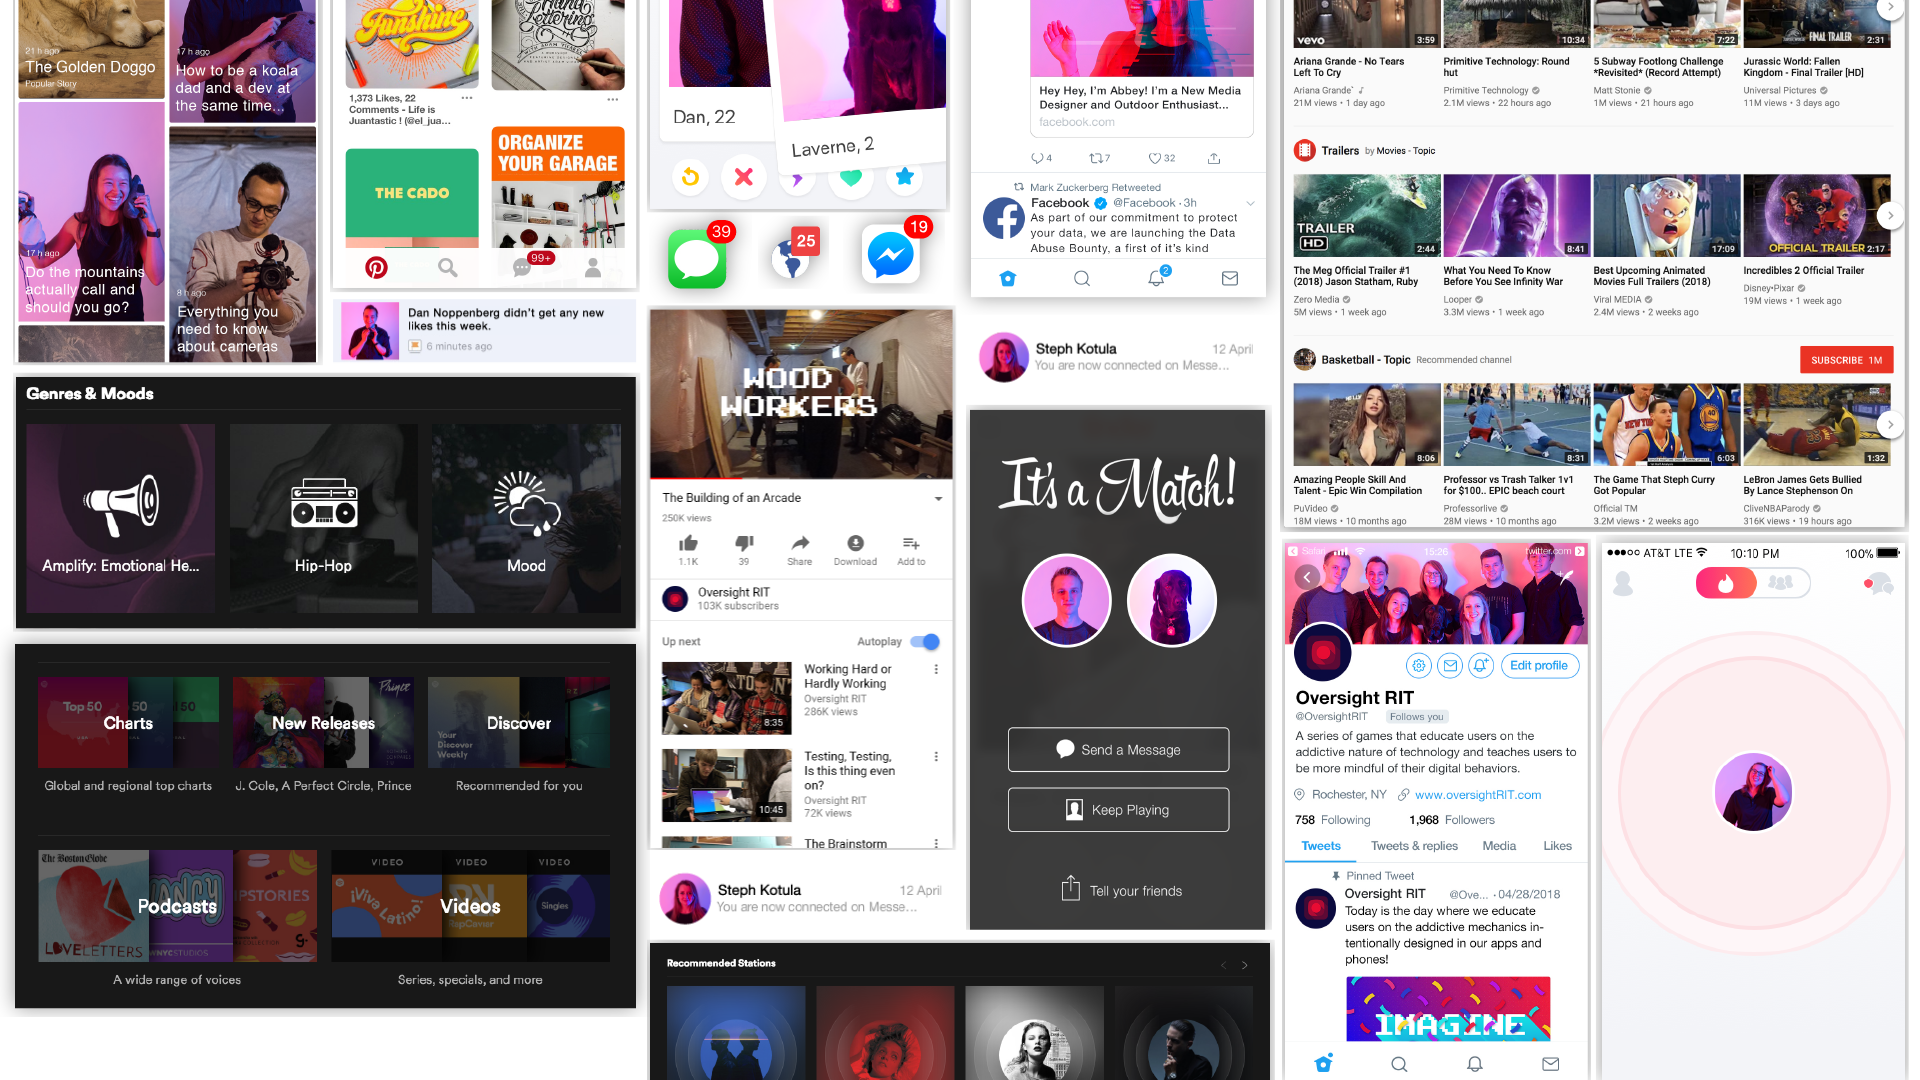 21 h ago
The Golden Doggo
Popular Story
17 h ago
How to be a koala
dad and a dev at
the same time...
17 h ago
Do the mountains
actually call and
should you go?
8 h ago
Everything you
need to know
about cameras
Funshine
1,373 Likes, 22
Comments - Life is
Juantastic ! (@el_jua...
Hand
Lettering
THE CADO
ORGANIZE
YOUR GARAGE
99+
Dan Noppenberg didn't get any new
likes this week.
6 minutes ago
Genres & Moods
Amplify: Emotional He...
Hip-Hop
Mood
Top 50
50
Charts
Global and regional top charts
Prince
New Releases
J. Cole, A Perfect Circle, Prince
Your
Discover
Weekly
Discover
Recommended for you
The Boston Globe
LOVELETTERS
WNYCSTUDIOS
Podcasts
A wide range of voices
VIDEO
VIDEO
VIDEO
¡Viva Latino!
RapCaviar
Singles
Videos
Series, specials, and more
Dan, 22
Laverne, 2
39
25
19
WOOD
WORKERS
The Building of an Arcade
250K views
1.1K
39
Share
Download
Add to
Oversight RIT
103K subscribers
Up next
Autoplay
Working Hard or
Hardly Working
Oversight RIT
286K views
8:35
Testing, Testing,
Is this thing even
on?
Oversight RIT
72K views
10:45
The Brainstorm
Steph Kotula
12 April
You are now connected on Messe...
Recommended Stations
Hey Hey, I'm Abbey! I'm a New Media
Designer and Outdoor Enthusiast...
facebook.com
4
7
32
Mark Zuckerberg Retweeted
Facebook @Facebook · 3h
As part of our commitment to protect
your data, we are launching the Data
Abuse Bounty, a first of it's kind
2
Steph Kotula
12 April
You are now connected on Messe...
It's a Match!
Send a Message
Keep Playing
Tell your friends
vevo
3:59
10:34
7:22
FINAL TRAILER
2:31
Ariana Grande - No Tears
Left To Cry
Ariana Grande
21M views • 1 day ago
Primitive Technology: Round
hut
Primitive Technology
2.1M views • 22 hours ago
5 Subway Footlong Challenge
*Revisited* (Record Attempt)
Matt Stonie
1M views • 21 hours ago
Jurassic World: Fallen
Kingdom - Final Trailer [HD]
Universal Pictures
11M views • 3 days ago
Trailers by Movies - Topic
TRAILER
HD
2:44
8:41
17:09
OFFICIAL TRAILER
2:17
The Meg Official Trailer #1
(2018) Jason Statham, Ruby
Zero Media
5M views • 1 week ago
What You Need To Know
Before You See Infinity War
Looper
3.3M views • 1 week ago
Best Upcoming Animated
Movies Full Trailers (2018)
Viral MEDIA
2.4M views • 2 weeks ago
Incredibles 2 Official Trailer
Disney•Pixar
19M views • 1 week ago
Basketball - Topic Recommended channel
SUBSCRIBE 1M
8:06
8:31
6:03
1:32
Amazing People Skill And
Talent - Epic Win Compilation
PuVideo
18M views • 10 months ago
Professor vs Trash Talker 1v1
for $100.. EPIC beach court
Professorlive
28M views • 10 months ago
The Game That Steph Curry
Got Popular
Official TM
3.2M views • 2 weeks ago
LeBron James Gets Bullied
By Lance Stephenson On
CliveNBAParody
316K views • 19 hours ago
Safari
15:26
twitter.com
Edit profile
Oversight RIT
@OversightRIT Follows you
A series of games that educate users on the
addictive nature of technology and teaches users to
be more mindful of their digital behaviors.
Rochester, NY www.oversightRIT.com
758 Following 1,968 Followers
Tweets Tweets & replies Media Likes
Pinned Tweet
Oversight RIT @Ove... · 04/28/2018
Today is the day where we educate
users on the addictive mechanics in-
tentionally designed in our apps and
phones!
IMAGINE
AT&T LTE 10:10 PM 100%